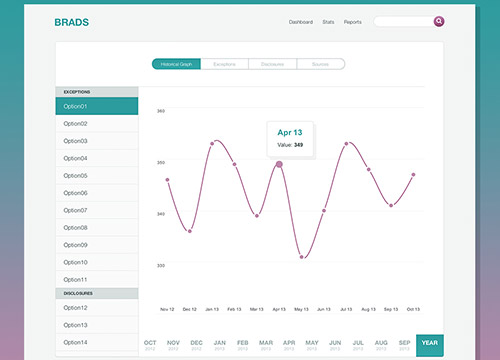 BRADS
Dashboard Stats Reports
Historical Graph Exceptions Disclosures Sources
EXCEPTIONS
Option01
Option02
Option03
Option04
Option05
Option06
Option07
Option08
Option09
Option10
Option11
DISCLOSURES
Option12
Option13
Option14
360
350
340
330
Apr 13
Value: 349
Nov 12 Dec 12 Jan 13 Feb 13 Mar 13 Apr 13 May 13 Jun 13 Jul 13 Aug 13 Sep 13 Oct 13
OCT NOV DEC JAN FEB MAR APR MAY JUN JUL AUG SEP YEAR
2012 2012 2012 2013 2013 2013 2013 2013 2013 2013 2013 2013